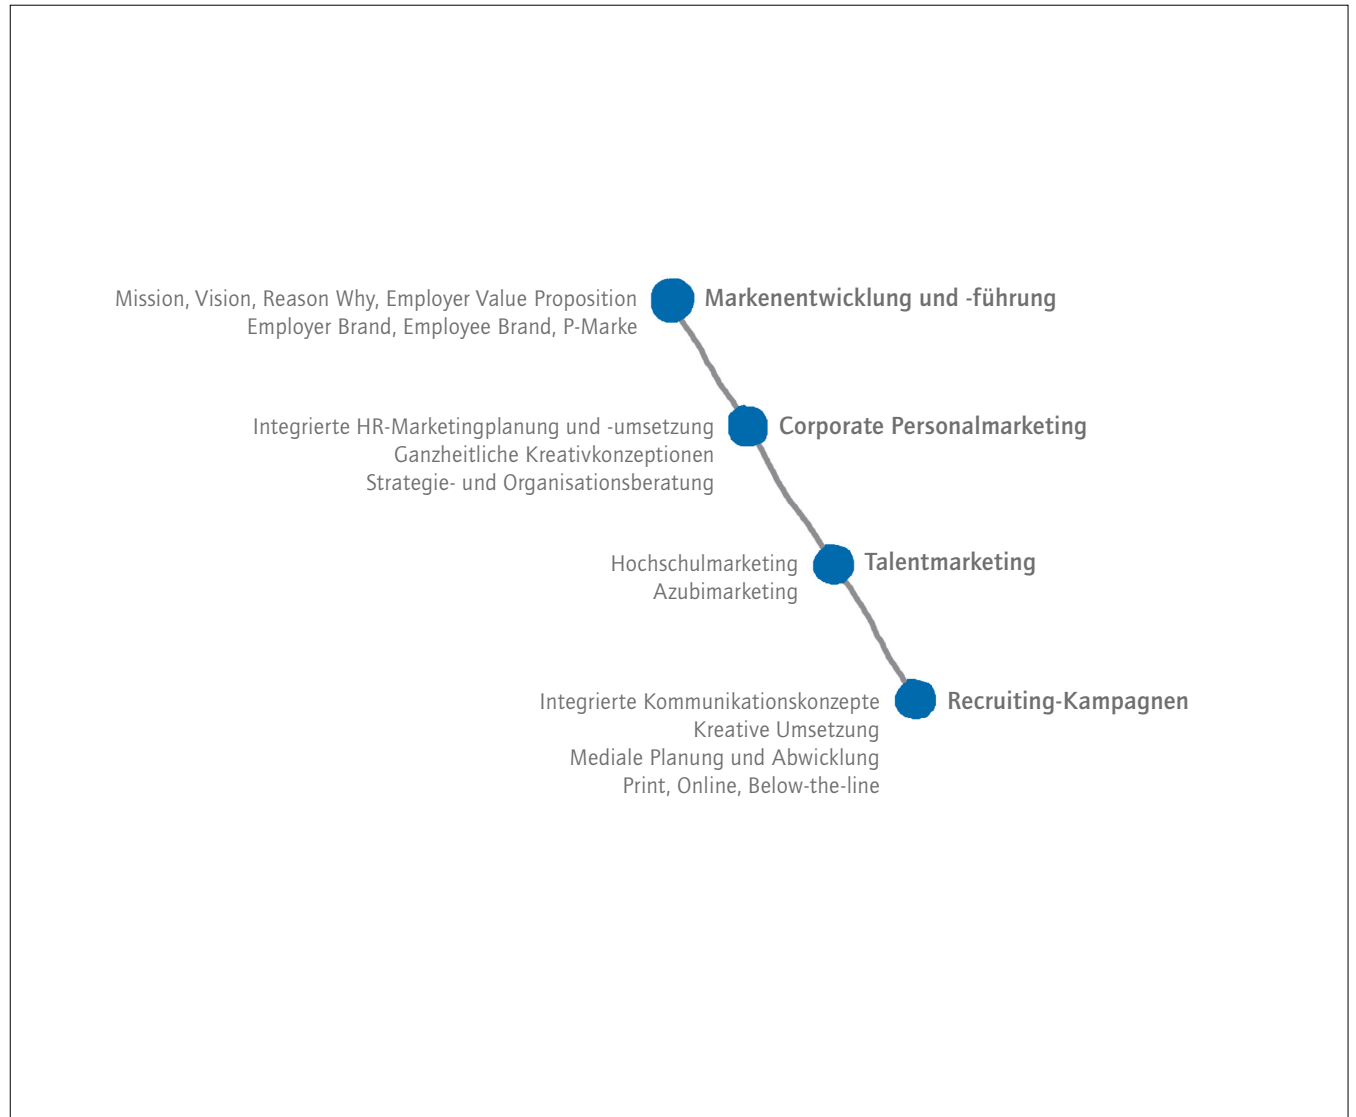 Mission, Vision, Reason Why, Employer Value Proposition
Employer Brand, Employee Brand, P-Marke
Markenentwicklung und -führung
Integrierte HR-Marketingplanung und -umsetzung
Ganzheitliche Kreativkonzeptionen
Strategie- und Organisationsberatung
Corporate Personalmarketing
Hochschulmarketing
Azubimarketing
Talentmarketing
Integrierte Kommunikationskonzepte
Kreative Umsetzung
Mediale Planung und Abwicklung
Print, Online, Below-the-line
Recruiting-Kampagnen